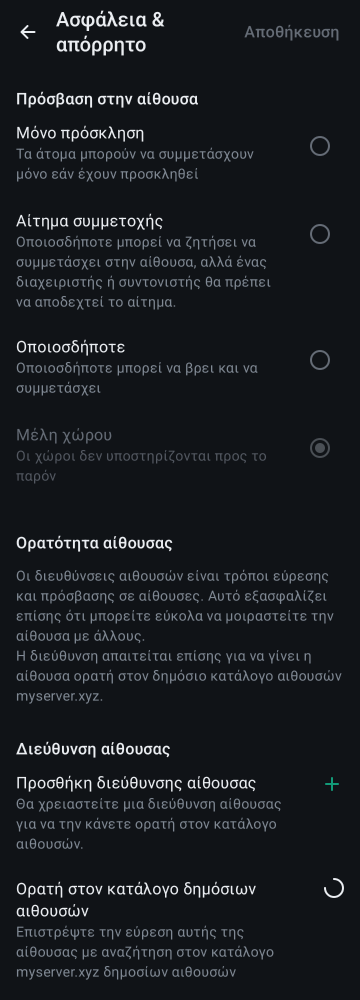 Ασφάλεια &
απόρρητο
Αποθήκευση
Πρόσβαση στην αίθουσα
Μόνο πρόσκληση
Τα άτομα μπορούν να συμμετάσχουν
μόνο εάν έχουν προσκληθεί
Αίτημα συμμετοχής
Οποιοσδήποτε μπορεί να ζητήσει να
συμμετάσχει στην αίθουσα, αλλά ένας
διαχειριστής ή συντονιστής θα πρέπει
να αποδεχτεί το αίτημα.
Οποιοσδήποτε
Οποιοσδήποτε μπορεί να βρει και να
συμμετάσχει
Μέλη χώρου
Οι χώροι δεν υποστηρίζονται προς το
παρόν
Ορατότητα αίθουσας
Οι διευθύνσεις αιθουσών είναι τρόποι εύρεσης
και πρόσβασης σε αίθουσες. Αυτό εξασφαλίζει
επίσης ότι μπορείτε εύκολα να μοιραστείτε την
αίθουσα με άλλους.
Η διεύθυνση απαιτείται επίσης για να γίνει η
αίθουσα ορατή στον δημόσιο κατάλογο αιθουσών
myserver.xyz.
Διεύθυνση αίθουσας
Προσθήκη διεύθυνσης αίθουσας
Θα χρειαστείτε μια διεύθυνση αίθουσας
για να την κάνετε ορατή στον κατάλογο
αιθουσών.
Ορατή στον κατάλογο δημόσιων
αιθουσών
Επιστρέψτε την εύρεση αυτής της
αίθουσας με αναζήτηση στον κατάλογο
myserver.xyz δημοσίων αιθουσών